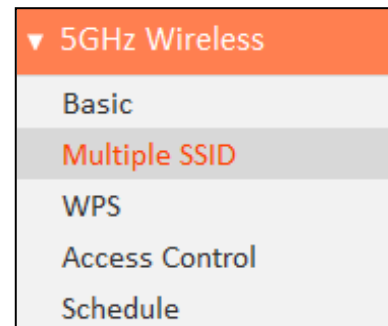 5GHz Wireless
Basic
Multiple SSID
WPS
Access Control
Schedule